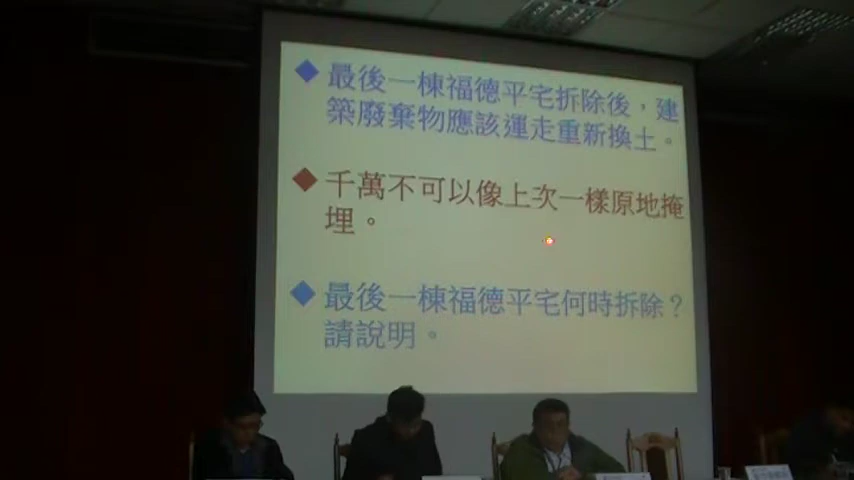 最後一棟福德平宅拆除後，建
築廢棄物應該運走重新換土。
千萬不可以像上次一樣原地掩
埋。
最後一棟福德平宅何時拆除？
請說明。